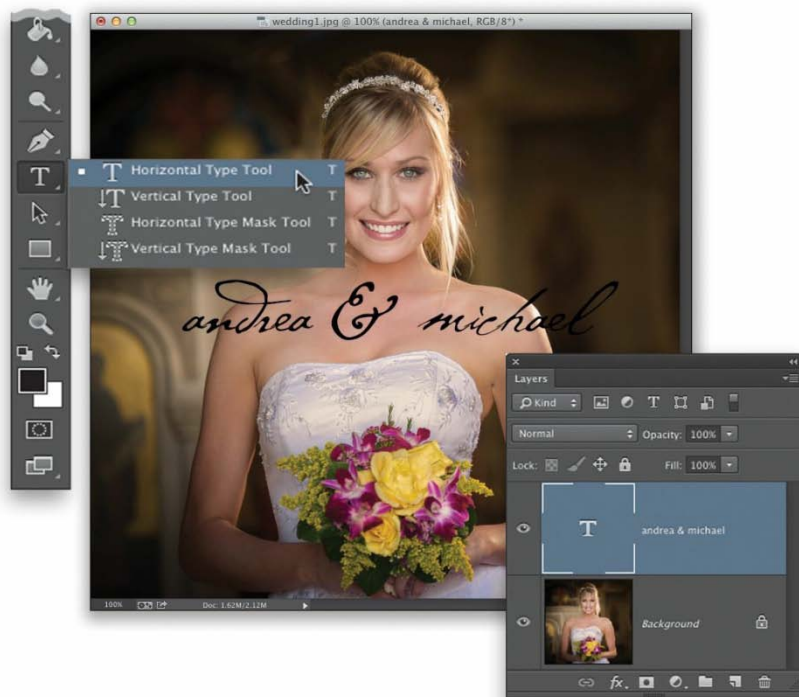 wedding1.jpg @ 100% (andrea & michael, RGB/8*) *
T
Horizontal Type Tool T
Vertical Type Tool T
Horizontal Type Mask Tool T
Vertical Type Mask Tool T
andrea & michael
Layers
Kind
Normal Opacity: 100%
Lock: Fill: 100%
T andrea & michael
Background
fx
100% Doc: 1.62M/2.12M